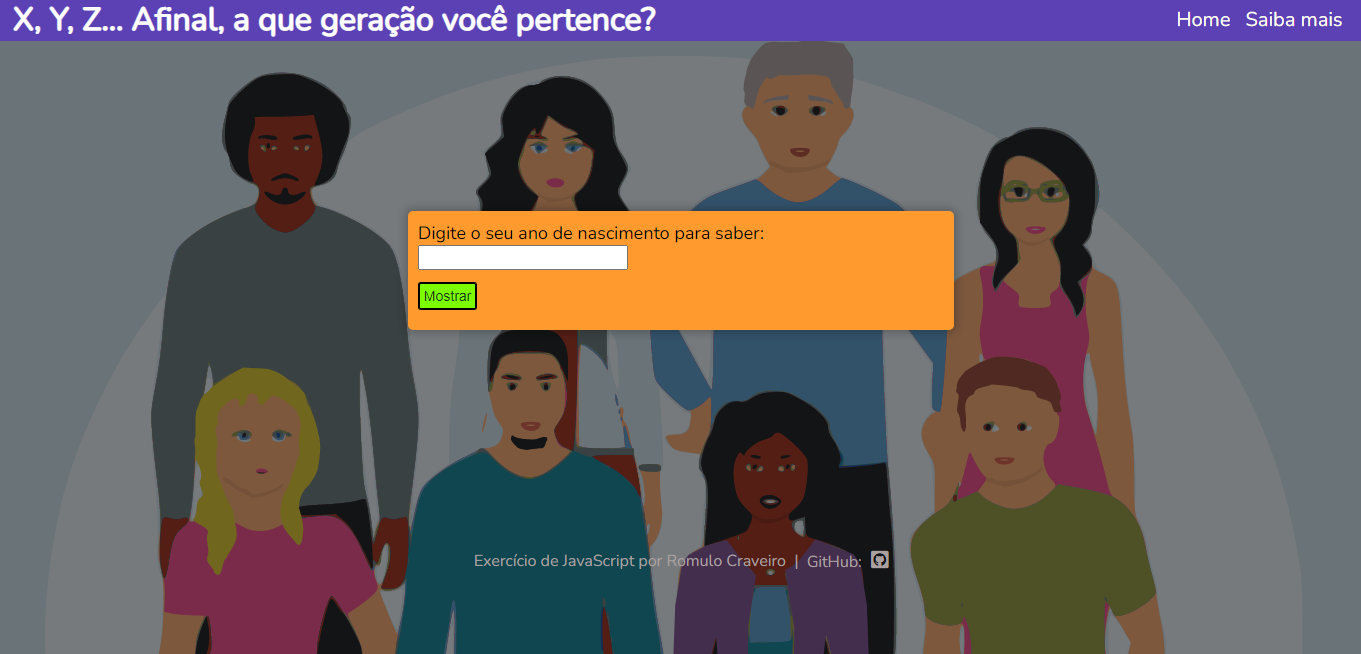 X, Y, Z... Afinal, a que geração você pertence?
Home Saiba mais
Digite o seu ano de nascimento para saber:
Mostrar
Exercício de JavaScript por Romulo Craveiro | GitHub: